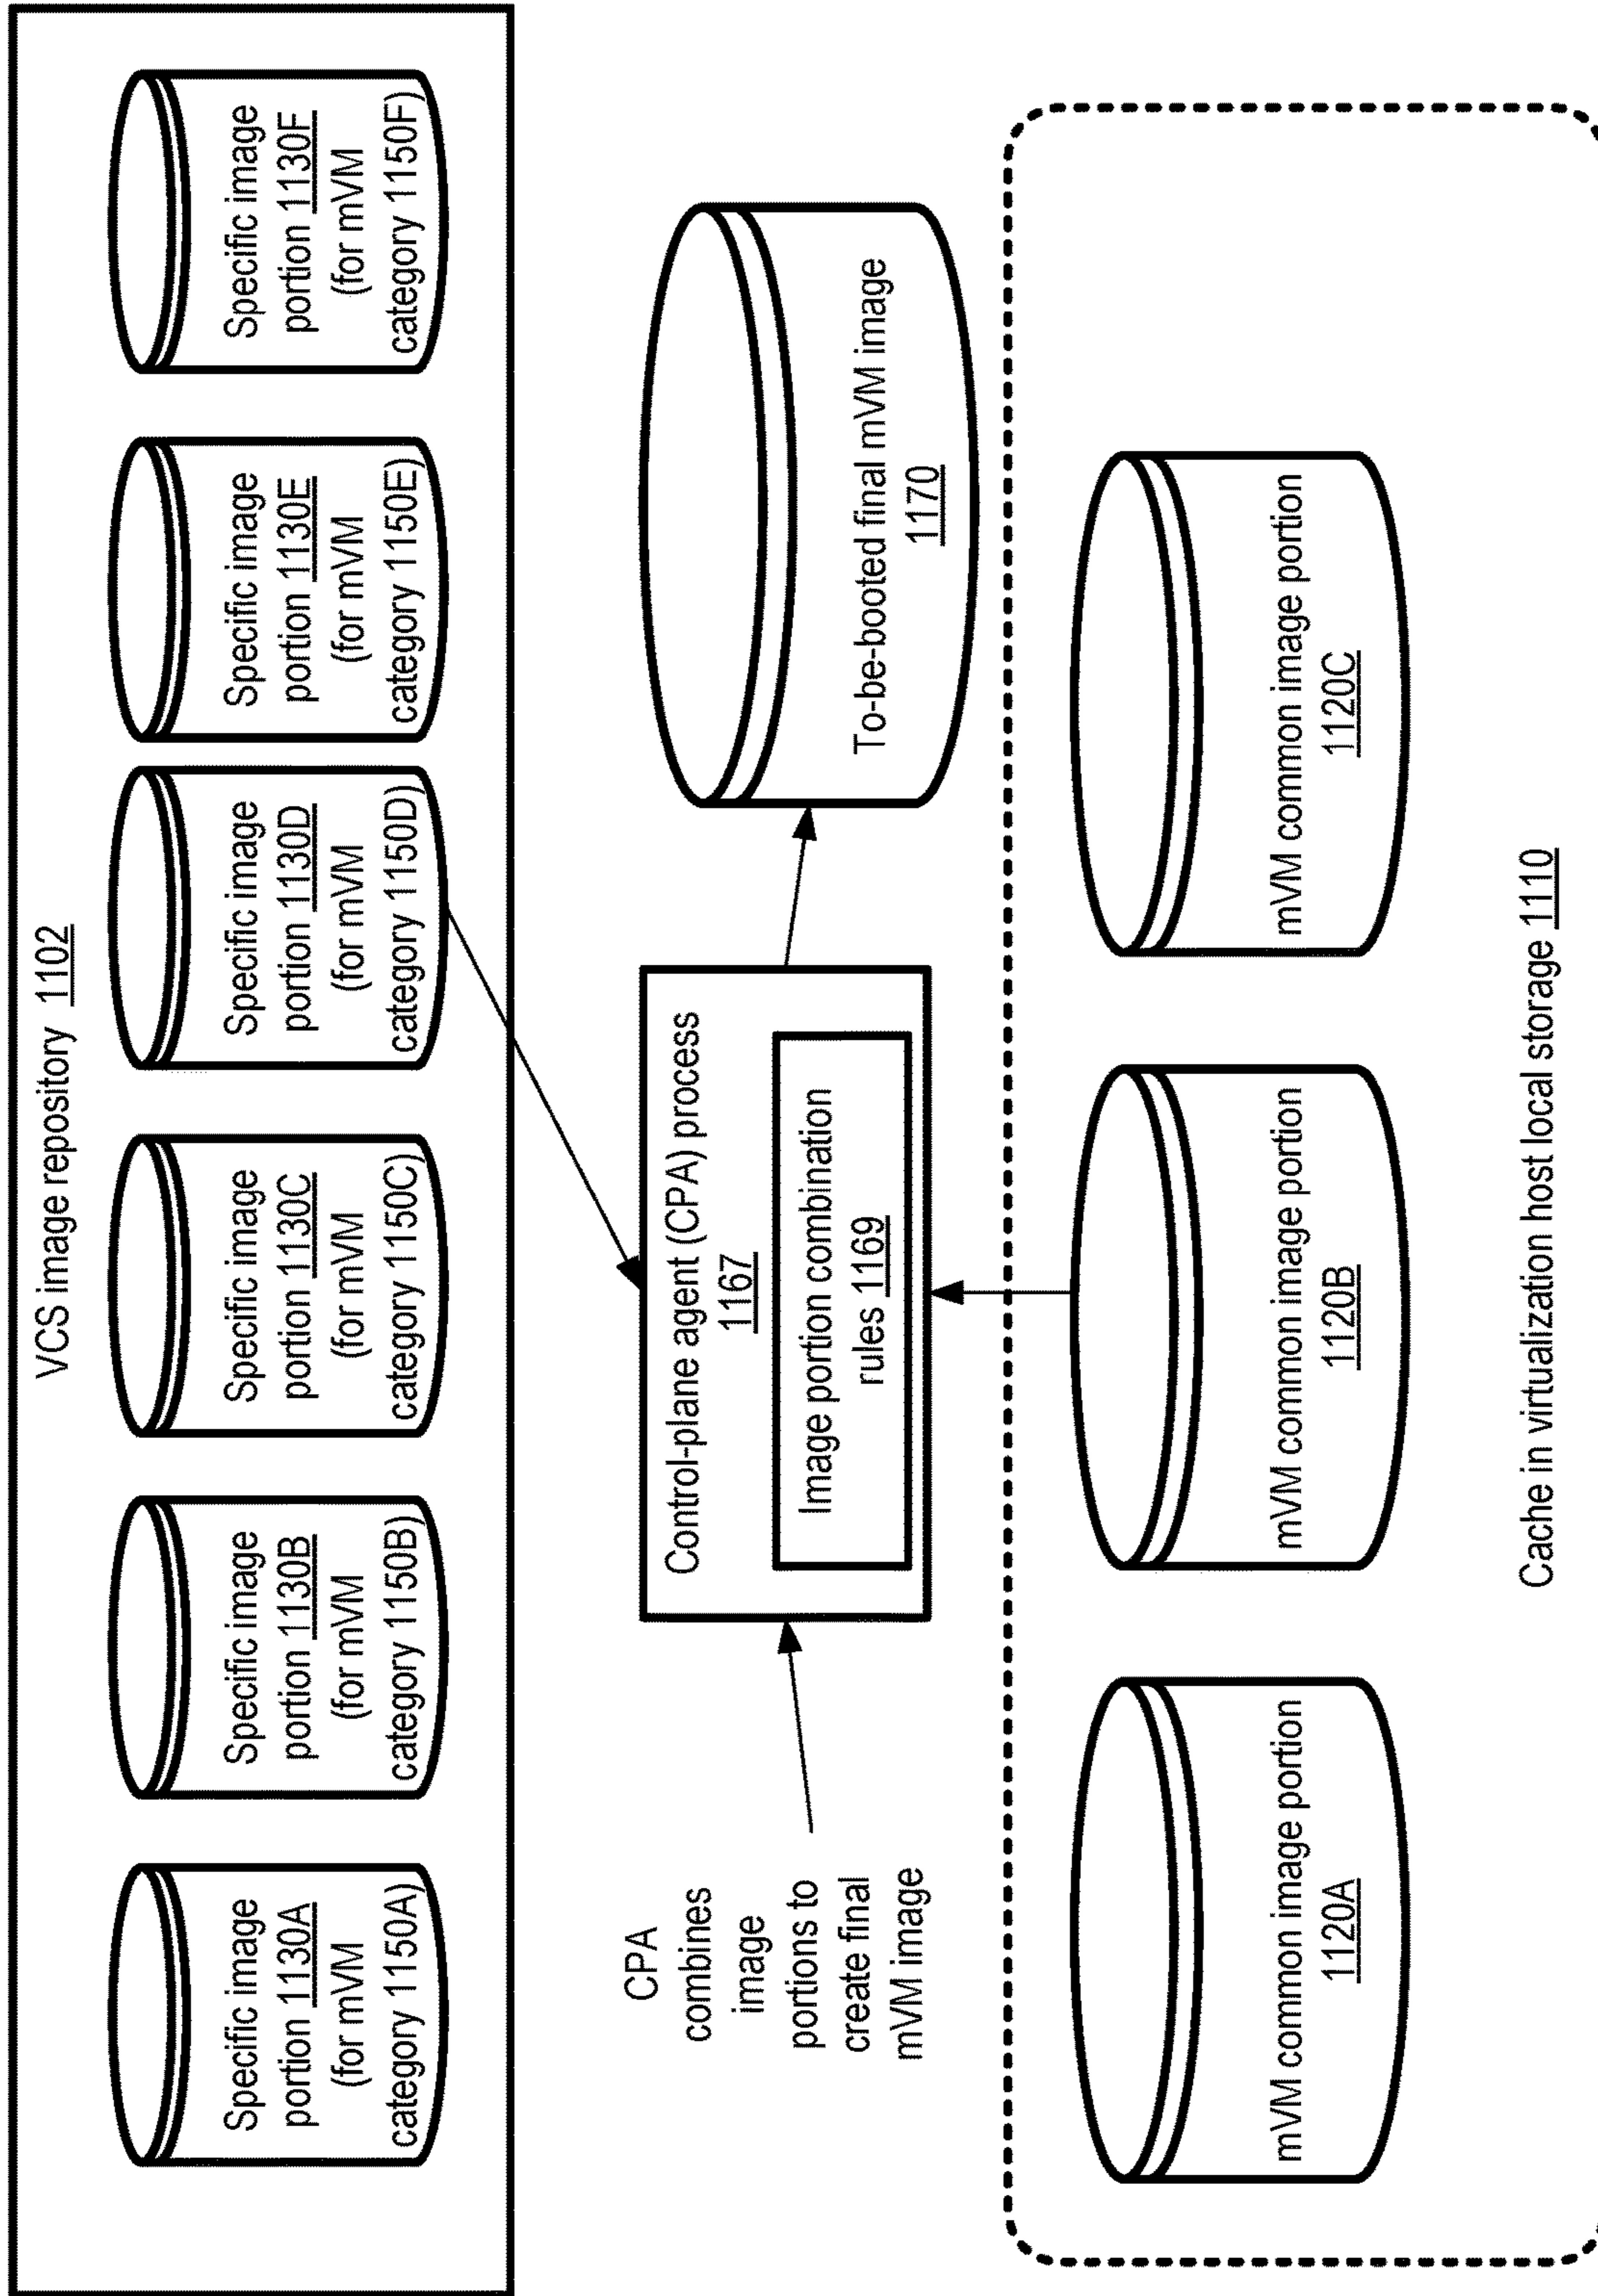 VCS image repository 1102
Specific image
portion 1130A
(for mVM
category 1150A)
Specific image
portion 1130B
(for mVM
category 1150B)
Specific image
portion 1130C
(for mVM
category 1150C)
Specific image
portion 1130D
(for mVM
category 1150D)
Specific image
portion 1130E
(for mVM
category 1150E)
Specific image
portion 1130F
(for mVM
category 1150F)
CPA
combines
image
portions to
create final
mVM image
Control-plane agent (CPA) process
1167
Image portion combination
rules 1169
To-be-booted final mVM image
1170
mVM common image portion
1120A
mVM common image portion
1120B
mVM common image portion
1120C
Cache in virtualization host local storage 1110